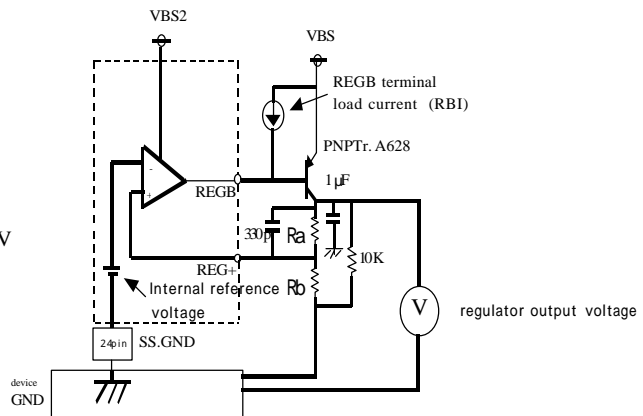 VBS2
VBS
REGB terminal
load current (RBI)
PNPTr. A628
1μF
-
+
REGB
330p
Ra
V
REG+
10K
Internal reference
voltage
Rb
V
regulator output voltage
24pin
SS.GND
device
GND